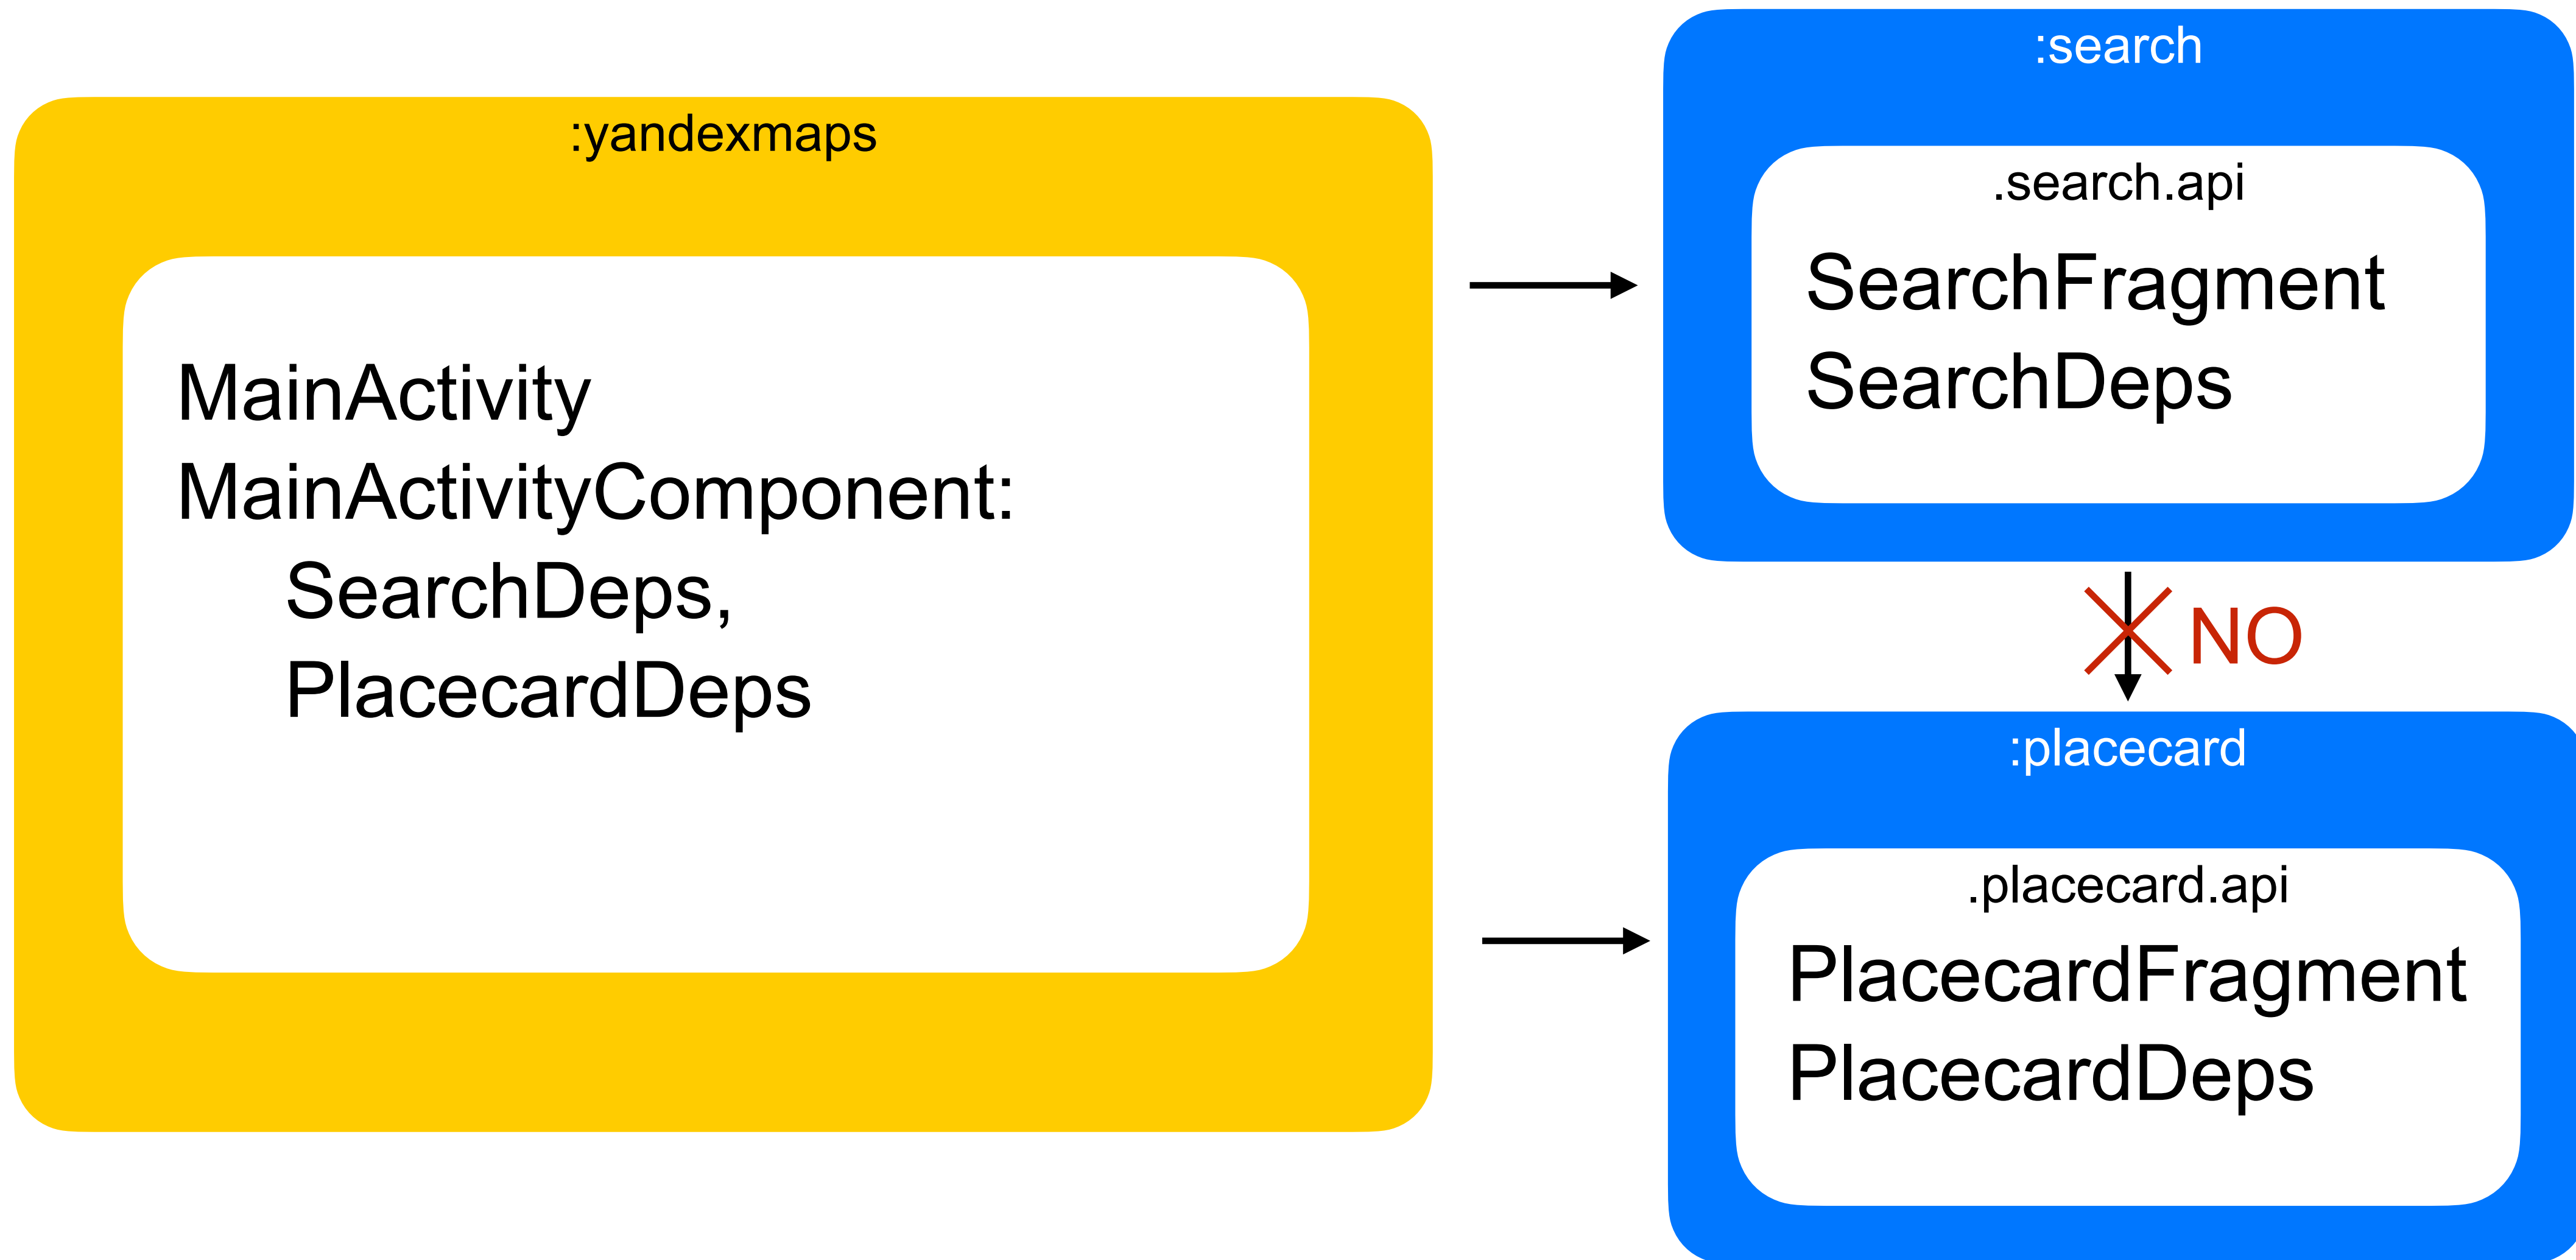 :yandexmaps
MainActivity
MainActivityComponent:
SearchDeps,
PlacecardDeps
:search
.search.api
SearchFragment
SearchDeps
NO
:placecard
.placecard.api
PlacecardFragment
PlacecardDeps